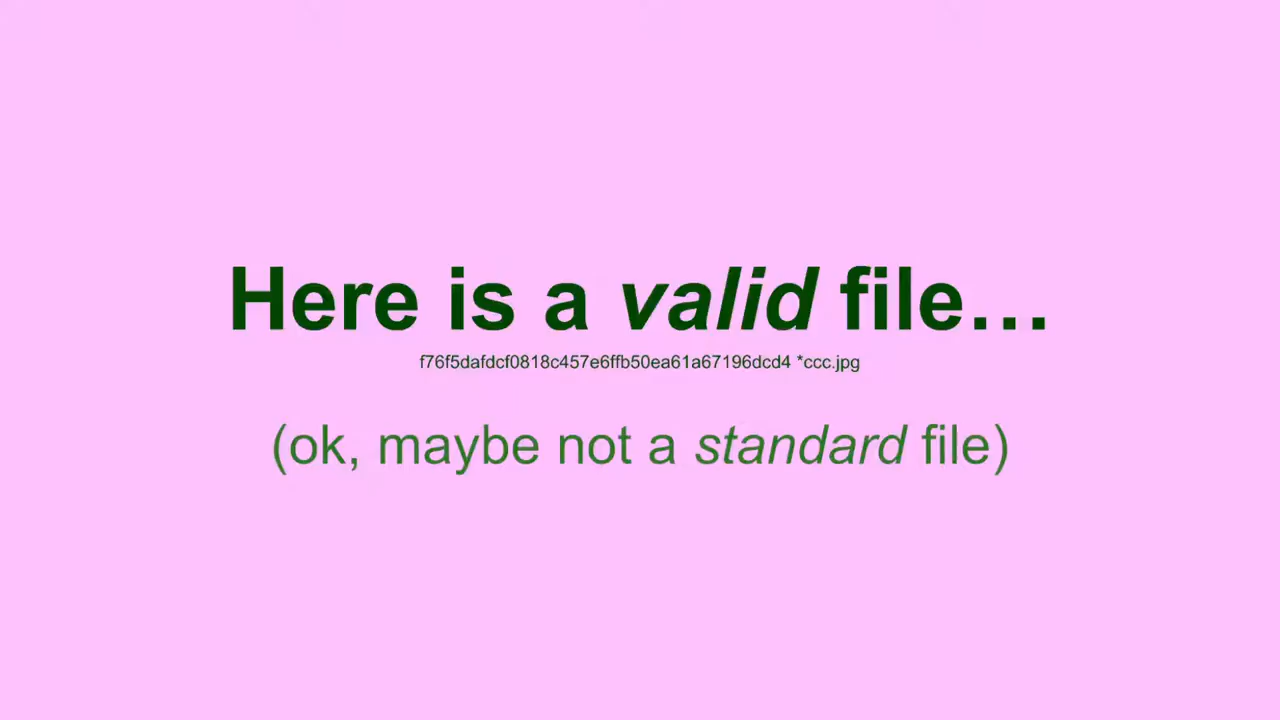 Here is a valid file…
f76f5dafdcf0818c457e6ffb50ea61a67196dcd4 *ccc.jpg
(ok, maybe not a standard file)